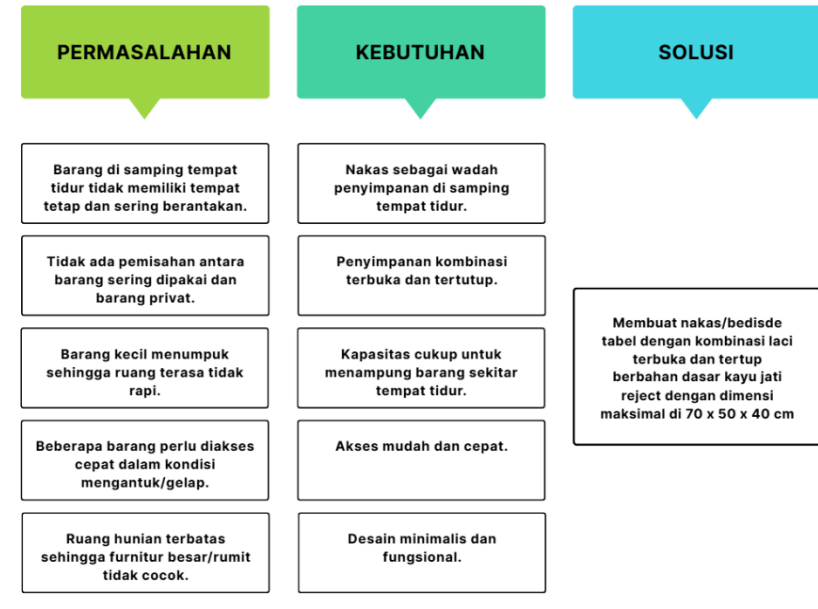 PERMASALAHAN
KEBUTUHAN
SOLUSI
Barang di samping tempat
tidur tidak memiliki tempat
tetap dan sering berantakan.
Tidak ada pemisahan antara
barang sering dipakai dan
barang privat.
Barang kecil menumpuk
sehingga ruang terasa tidak
rapi.
Beberapa barang perlu diakses
cepat dalam kondisi
mengantuk/gelap.
Ruang hunian terbatas
sehingga furnitur besar/rumit
tidak cocok.
Nakas sebagai wadah
penyimpanan di samping
tempat tidur.
Penyimpanan kombinasi
terbuka dan tertutup.
Kapasitas cukup untuk
menampung barang sekitar
tempat tidur.
Akses mudah dan cepat.
Desain minimalis dan
fungsional.
Membuat nakas/bedisde
tabel dengan kombinasi laci
terbuka dan tertup
berbahan dasar kayu jati
reject dengan dimensi
maksimal di 70 x 50 x 40 cm